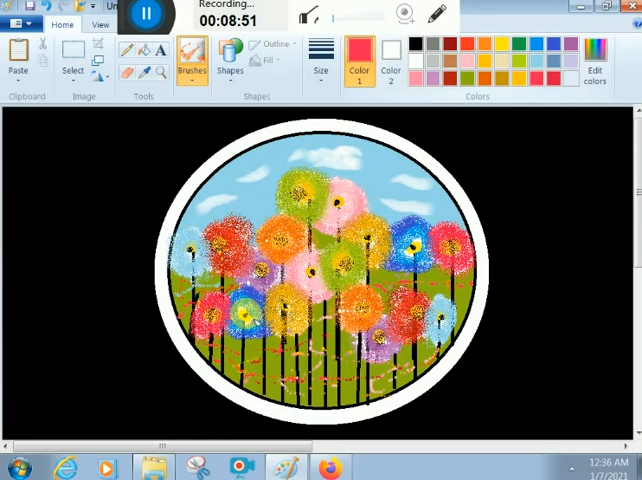 Recording...
00:08:51
Un
Home
View
Paste
Select
Brushes
Shapes
Outline
Fill
Size
Color
1
Color
2
Edit
colors
Clipboard
Image
Tools
Shapes
Colors
12:36 AM
1/7/2021